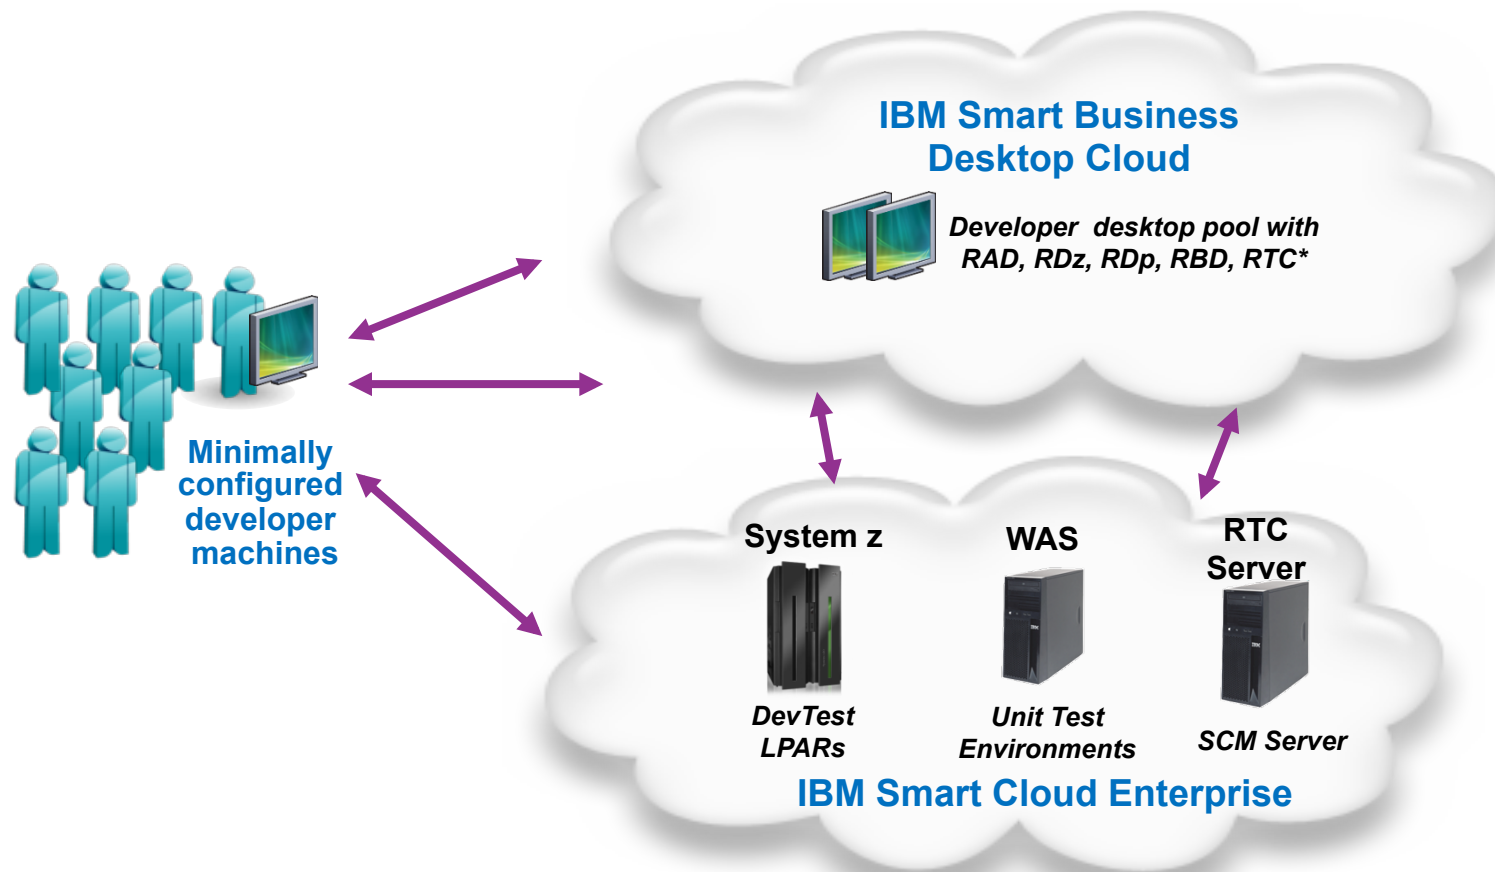 IBM Smart Business
Desktop Cloud
Developer desktop pool with
RAD, RDz, RDp, RBD, RTC*
Minimally
configured
developer
machines
System z
WAS
RTC
Server
DevTest
LPARs
Unit Test
Environments
SCM Server
IBM Smart Cloud Enterprise